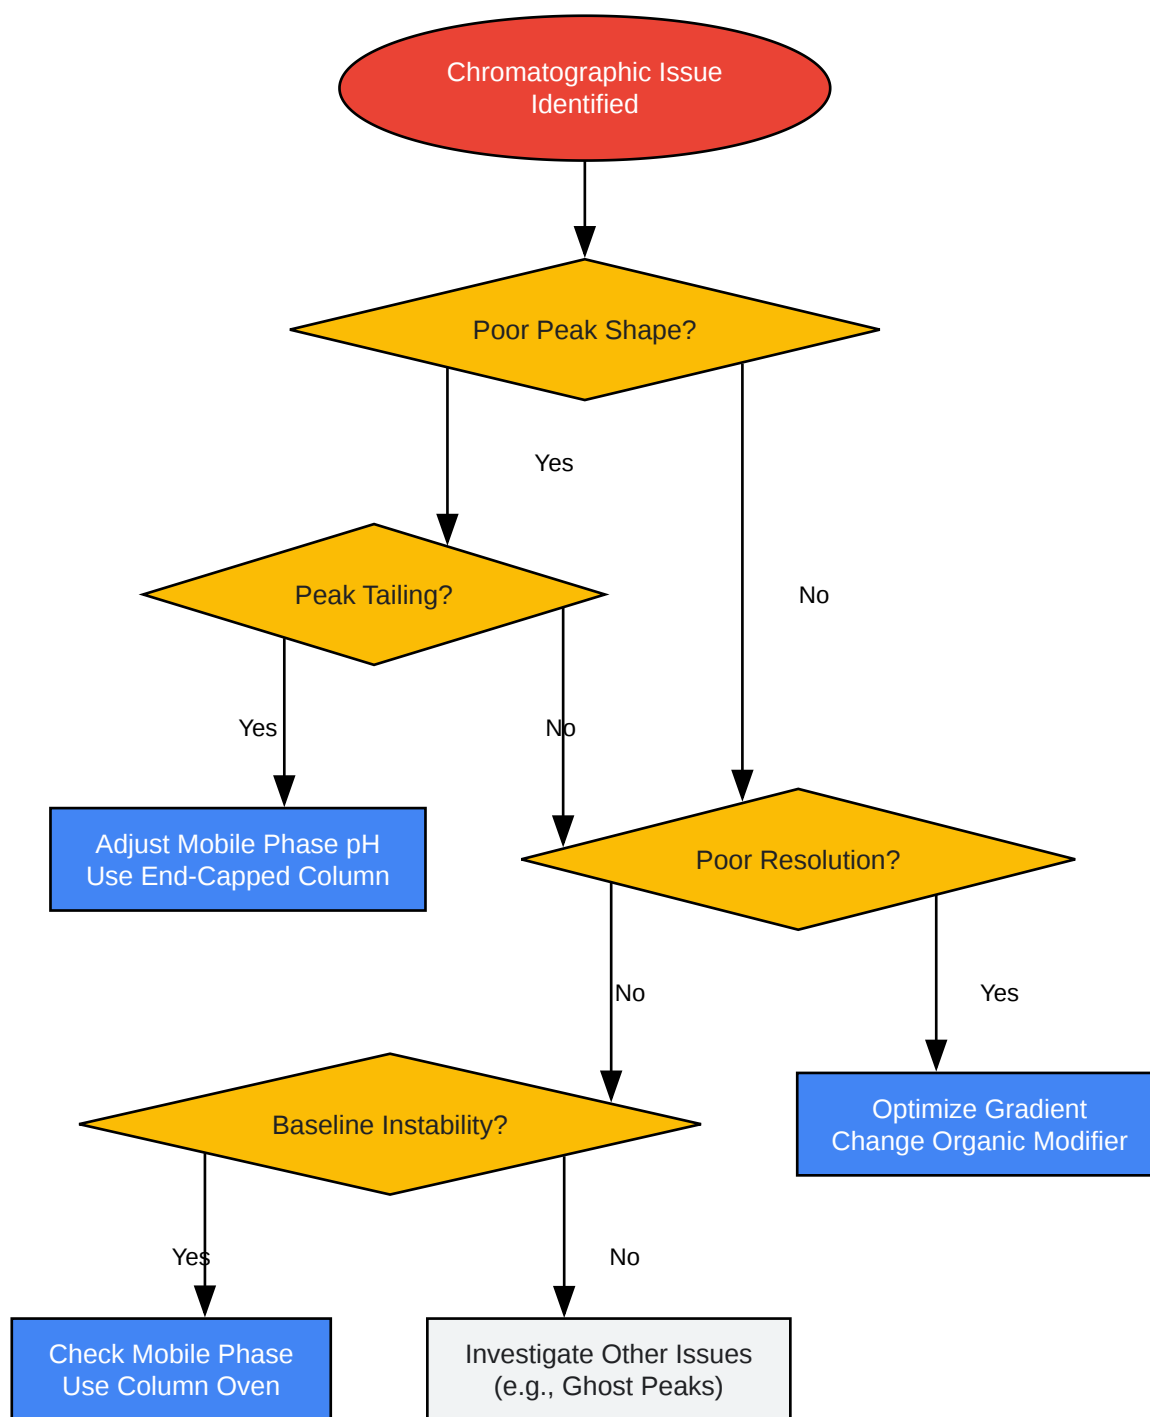 Chromatographic Issue
Identified
Poor Peak Shape?
Yes
Peak Tailing?
No
Yes
No
Adjust Mobile Phase pH
Use End-Capped Column
Poor Resolution?
No
Yes
Baseline Instability?
Optimize Gradient
Change Organic Modifier
Yes
No
Check Mobile Phase
Use Column Oven
Investigate Other Issues
(e.g., Ghost Peaks)